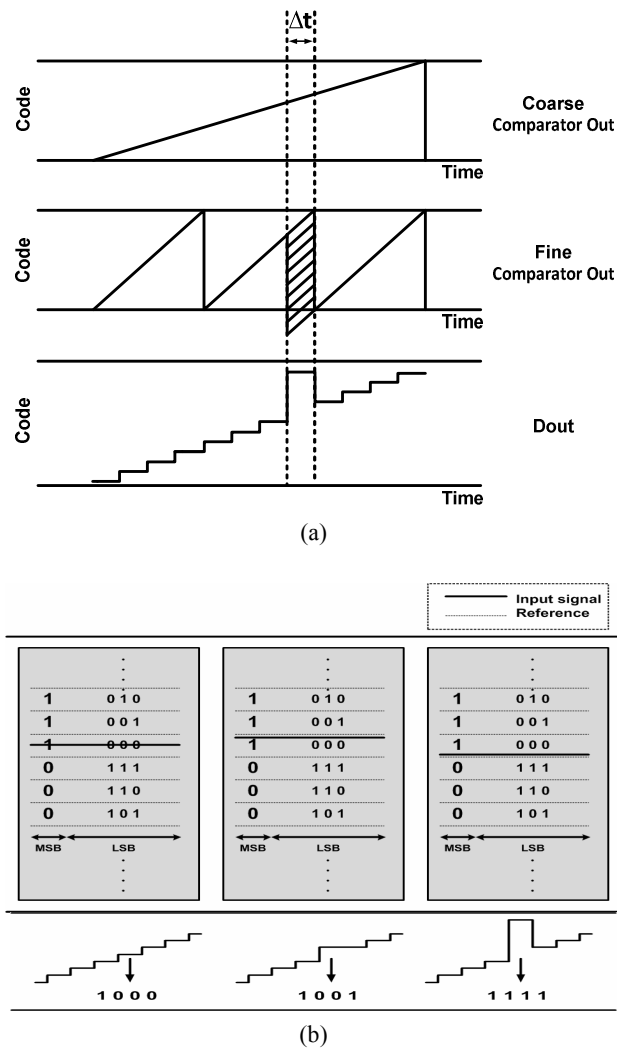 Δt
Code
Coarse
Comparator Out
Time
Code
Fine
Comparator Out
Time
Code
Dout
Time
(a)
Input signal
Reference
1 0 1 0
1 0 0 1
1 0 0 0
0 1 1 1
0 1 1 0
0 1 0 1
MSB LSB
1 0 1 0
1 0 0 1
1 0 0 0
0 1 1 1
0 1 1 0
0 1 0 1
MSB LSB
1 0 1 0
1 0 0 1
1 0 0 0
0 1 1 1
0 1 1 0
0 1 0 1
MSB LSB
1 0 0 0
1 0 0 1
1 1 1 1
(b)